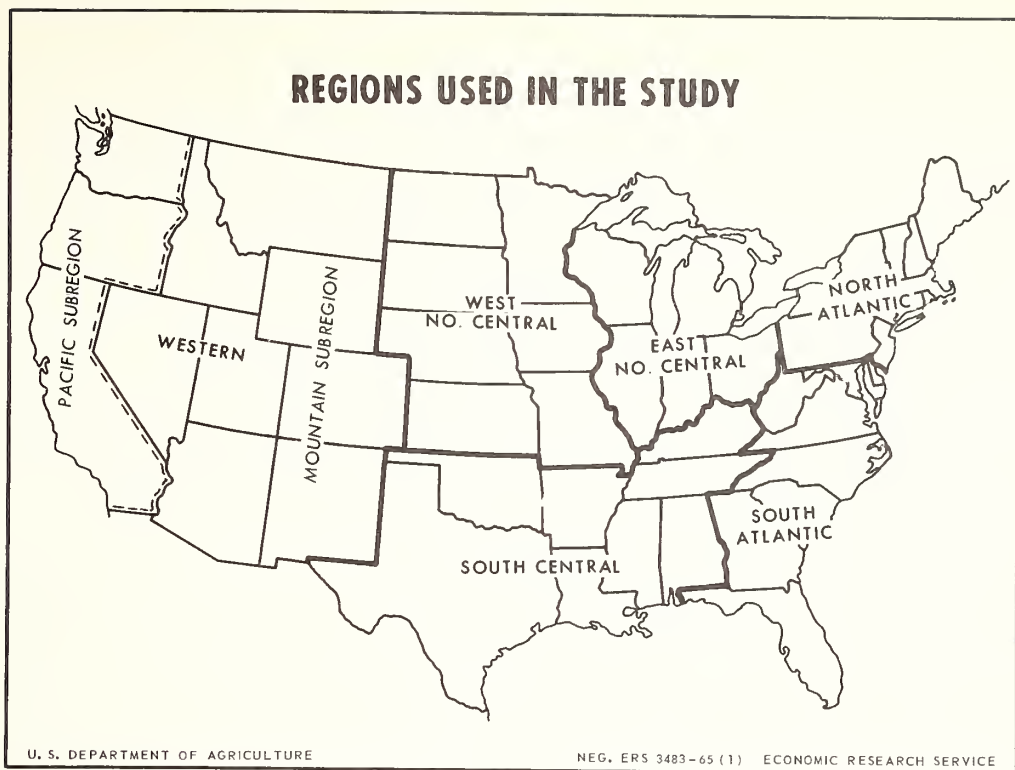 REGIONS USED IN THE STUDY
PACIFIC SUBREGION
WESTERN
MOUNTAIN SUBREGION
WEST
NO. CENTRAL
EAST
NO. CENTRAL
NORTH
ATLANTIC
SOUTH
ATLANTIC
SOUTH CENTRAL
U. S. DEPARTMENT OF AGRICULTURE
NEG. ERS 3483-65 (1) ECONOMIC RESEARCH SERVICE